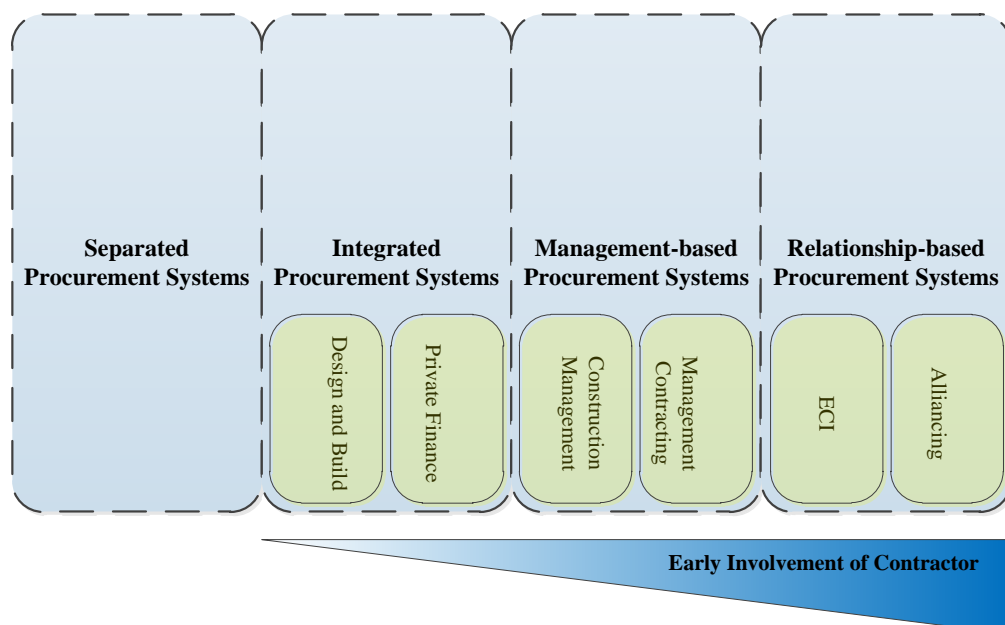 Separated
Procurement Systems
Integrated
Procurement Systems
Management-based
Procurement Systems
Relationship-based
Procurement Systems
Design and Build
Private Finance
Construction
Management
Management
Contracting
ECI
Alliancing
Early Involvement of Contractor